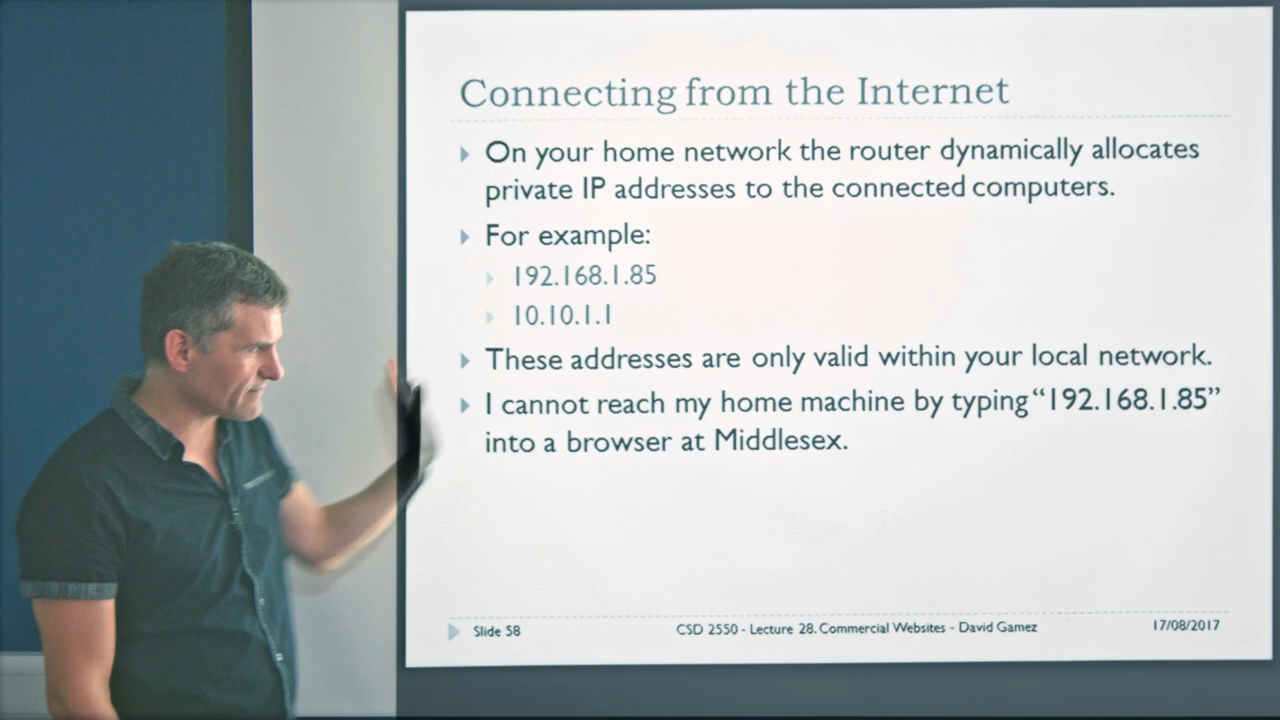 Connecting from the Internet
On your home network the router dynamically allocates
private IP addresses to the connected computers.
For example:
192.168.1.85
10.10.1.1
These addresses are only valid within your local network.
I cannot reach my home machine by typing “192.168.1.85”
into a browser at Middlesex.
Slide 58
CSD 2550 - Lecture 28. Commercial Websites - David Gamez
17/08/2017